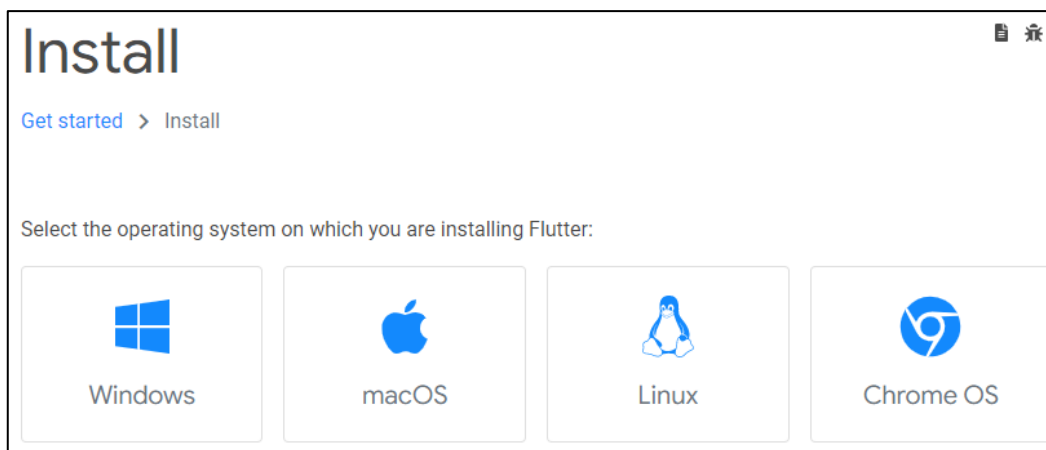 Install
Get started > Install
Select the operating system on which you are installing Flutter:
Windows
macOS
Linux
Chrome OS